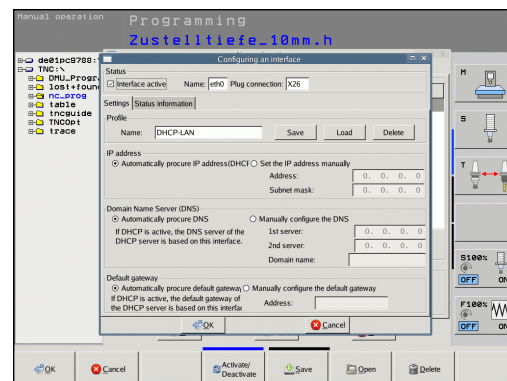 Manual operation
Programming
Zustelltiefe_10mm.h
de01pc9788:
TNC:\
DMU_Progr
lost+foun
nc_prog
table
tncguide
TNCOpt
trace
Configuring an interface
Status
Interface active Name: eth0 Plug connection: X26
Settings Status information
Profile
Name: DHCP-LAN Save Load Delete
IP address
Automatically procure IP address(DHCF Set the IP address manually
Address: 0. 0. 0. 0
Subnet mask: 0. 0. 0. 0
Domain Name Server (DNS)
Automatically procure DNS Manually configure the DNS
If DHCP is active, the DNS server of the 1st server: 0. 0. 0. 0
DHCP server is based on this interface. 2nd server: 0. 0. 0. 0
Domain name:
Default gateway
Automatically procure default gateway Manually configure the default gateway
If DHCP is active, the default gateway of Address:
the DHCP server is based on this interfac
OK Cancel
M
S
T
S100%
OFF ON
F100%
OFF ON
OK Cancel Activate/ Deactivate Save Open Delete